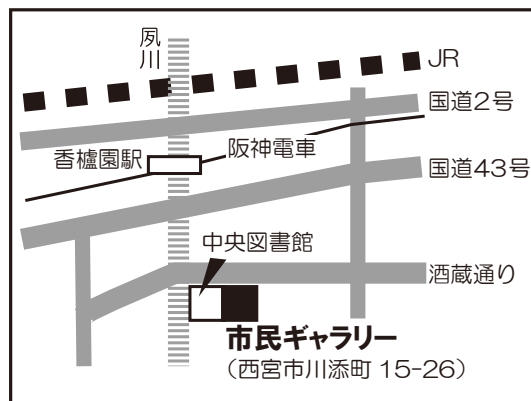 夙川
JR
国道2号
香櫨園駅
阪神電車
国道43号
中央図書館
酒蔵通り
市民ギャラリー
（西宮市川添町 15-26）